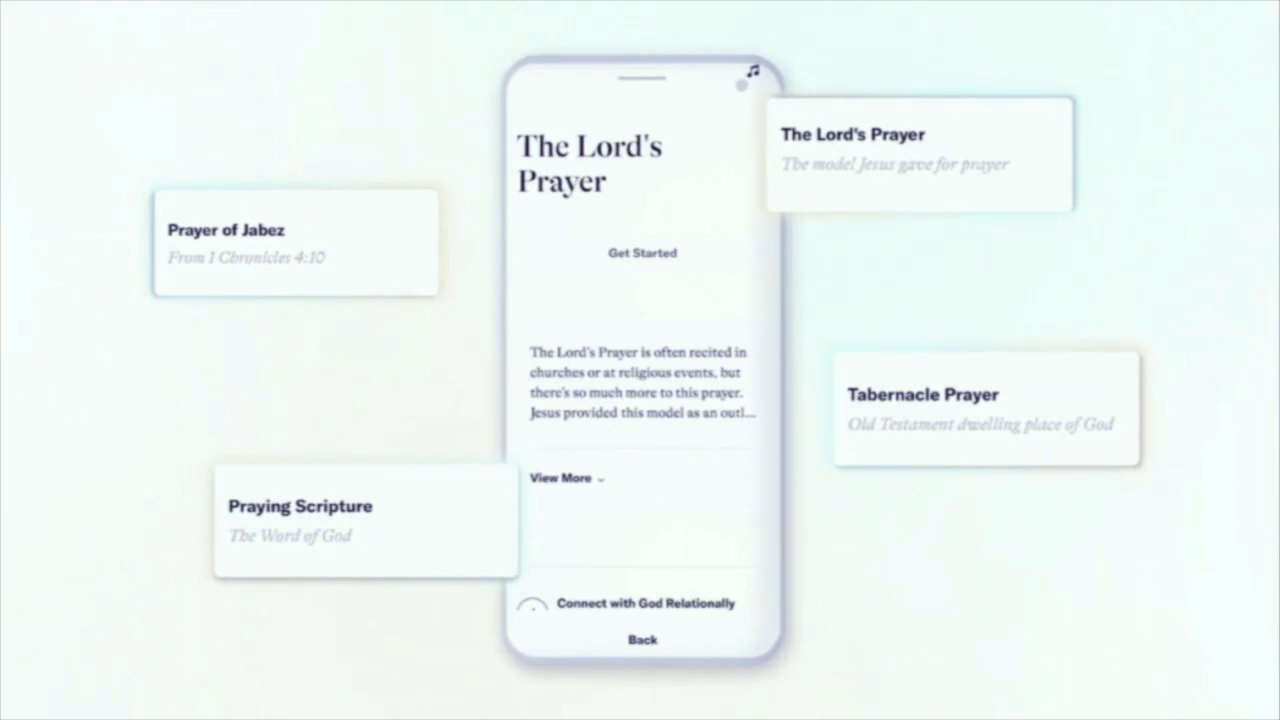 The Lord's
Prayer
Get Started
The Lord's Prayer is often recited in
churches or at religious events, but
there's so much more to this prayer.
Jesus provided this model as an outl...
View More
Connect with God Relationally
Back
Prayer of Jabez
From 1 Chronicles 4:10
Praying Scripture
The Word of God
The Lord's Prayer
The model Jesus gave for prayer
Tabernacle Prayer
Old Testament dwelling place of God